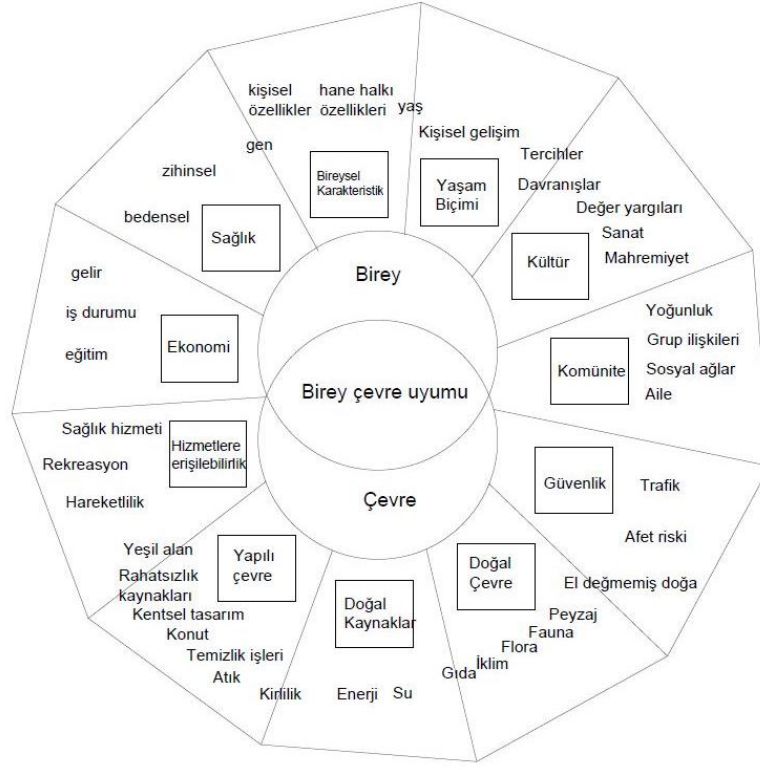 kişisel
özellikler
hane halkı
özellikleri
yaş
gen
Bireysel
Karakteristik
Kişisel gelişim
Yaşam
Biçimi
Tercihler
Davranışlar
Değer yargıları
Sanat
Mahremiyet
Kültür
zihinsel
bedensel
Sağlık
Birey
gelir
iş durumu
eğitim
Ekonomi
Yoğunluk
Grup ilişkileri
Sosyal ağlar
Aile
Komünite
Birey çevre uyumu
Sağlık hizmeti
Rekreasyon
Hareketlilik
Hizmetlere
erişilebilirlik
Güvenlik
Trafik
Afet riski
Çevre
Yeşil alan
Rahatsızlık
kaynakları
Kentsel tasarım
Konut
Temizlik işleri
Atık
Kirlilik
Yapılı
çevre
Doğal
Kaynaklar
Enerji
Su
Doğal
Çevre
El değmemiş doğa
Peyzaj
Fauna
Flora
İklim
Gıda